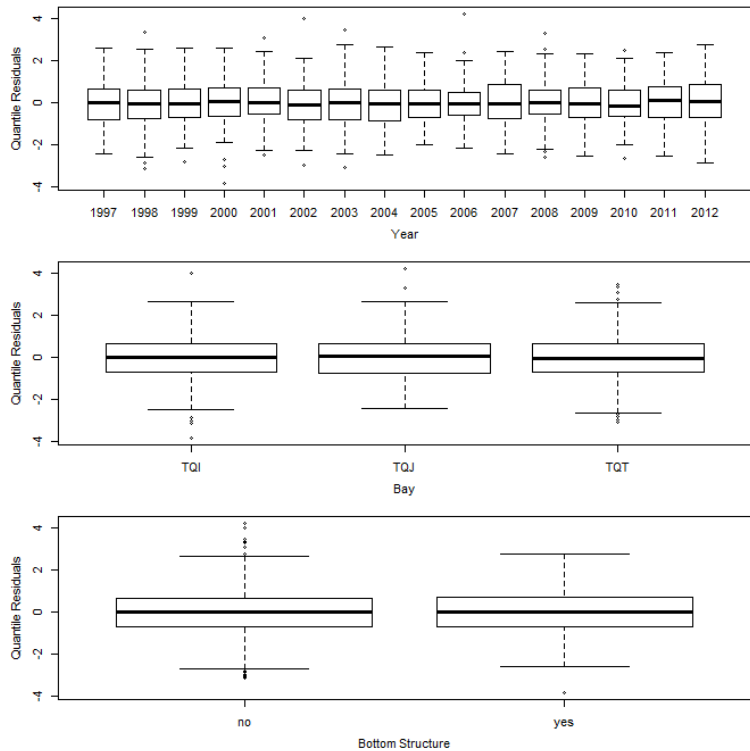 4
2
0
-2
-4
Quantile Residuals
1997 1998 1999 2000 2001 2002 2003 2004 2005 2006 2007 2008 2009 2010 2011 2012
Year
4
2
0
-2
-4
Quantile Residuals
TQI TQJ TQT
Bay
4
2
0
-2
-4
Quantile Residuals
no yes
Bottom Structure